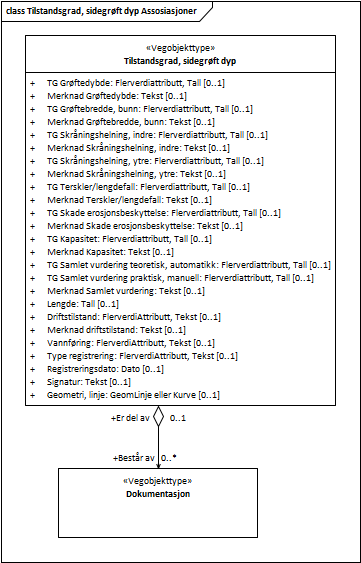 class Tilstandsgrad, sidegrøft dyp Assosiasjoner
«Vegobjekttype»
Tilstandsgrad, sidegrøft dyp
+ TG Grøftedybde: Flerverdiattributt, Tall [0..1]
+ Merknad Grøftedybde: Tekst [0..1]
+ TG Grøftebredde, bunn: Flerverdiattributt, Tall [0..1]
+ Merknad Grøftebredde, bunn: Tekst [0..1]
+ TG Skråningshelning, indre: Flerverdiattributt, Tall [0..1]
+ Merknad Skråningshelning, indre: Tekst [0..1]
+ TG Skråningshelning, ytre: Flerverdiattributt, Tall [0..1]
+ Merknad Skråningshelning, ytre: Tekst [0..1]
+ TG Terskler/lengdefall: Flerverdiattributt, Tall [0..1]
+ Merknad Terskler/lengdefall: Tekst [0..1]
+ TG Skade erosjonsbeskyttelse: Flerverdiattributt, Tall [0..1]
+ Merknad Skade erosjonsbeskyttelse: Tekst [0..1]
+ TG Kapasitet: Flerverdiattributt, Tall [0..1]
+ Merknad Kapasitet: Tekst [0..1]
+ TG Samlet vurdering teoretisk, automatikk: Flerverdiattributt, Tall [0..1]
+ TG Samlet vurdering praktisk, manuell: Flerverdiattributt, Tall [0..1]
+ Merknad Samlet vurdering: Tekst [0..1]
+ Lengde: Tall [0..1]
+ Driftstilstand: FlerverdiAttributt, Tekst [0..1]
+ Merknad driftstilstand: Tekst [0..1]
+ Vannføring: FlerverdiAttributt, Tekst [0..1]
+ Type registrering: FlerverdiAttributt, Tekst [0..1]
+ Registreringsdato: Dato [0..1]
+ Signatur: Tekst [0..1]
+ Geometri, linje: GeomLinje eller Kurve [0..1]
+Er del av 0..1
+Består av 0..*
«Vegobjekttype»
Dokumentasjon